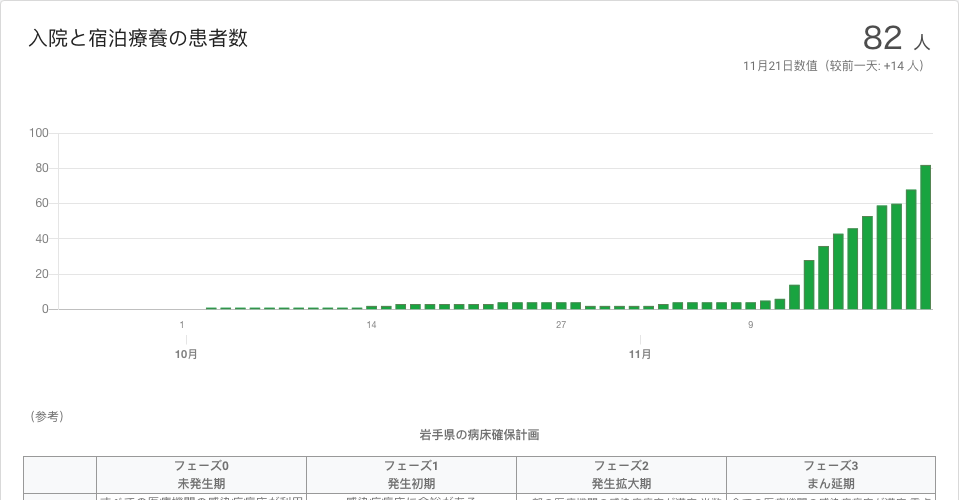 入院と宿泊療養の患者数
82 人
11月21日数值（较前一天: +14 人）
100
80
60
40
20
0
1 14 27 9
10月 11月
（参考）
岩手県の病床確保計画
フェーズ0 フェーズ1 フェーズ2 フェーズ3
未発生期 発生初期 発生拡大期 まん延期